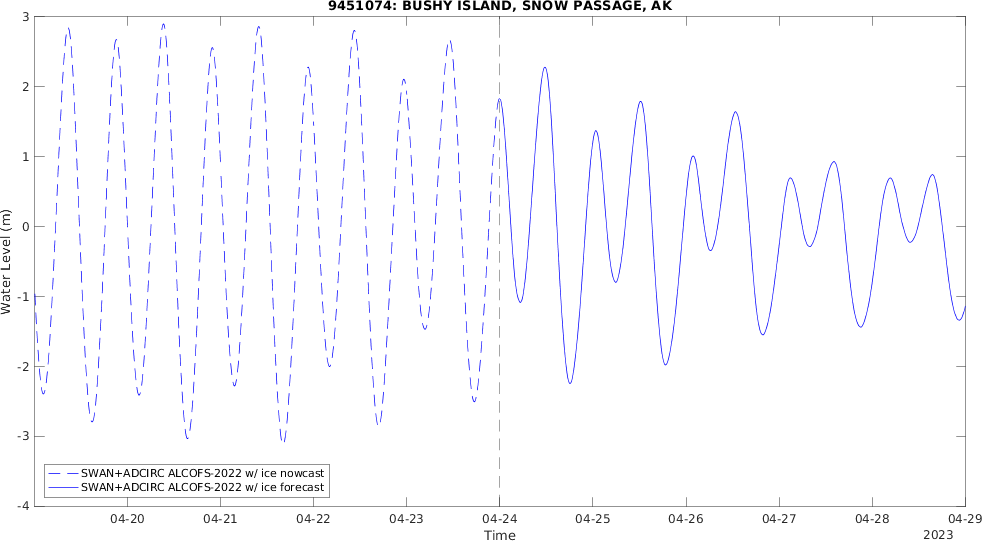 9451074: BUSHY ISLAND, SNOW PASSAGE, AK
Water Level (m)
3
2
1
0
-1
-2
-3
-4
SWAN+ADCIRC ALCOFS-2022 w/ ice nowcast
SWAN+ADCIRC ALCOFS-2022 w/ ice forecast
04-20 04-21 04-22 04-23 04-24 04-25 04-26 04-27 04-28 04-29
Time
2023